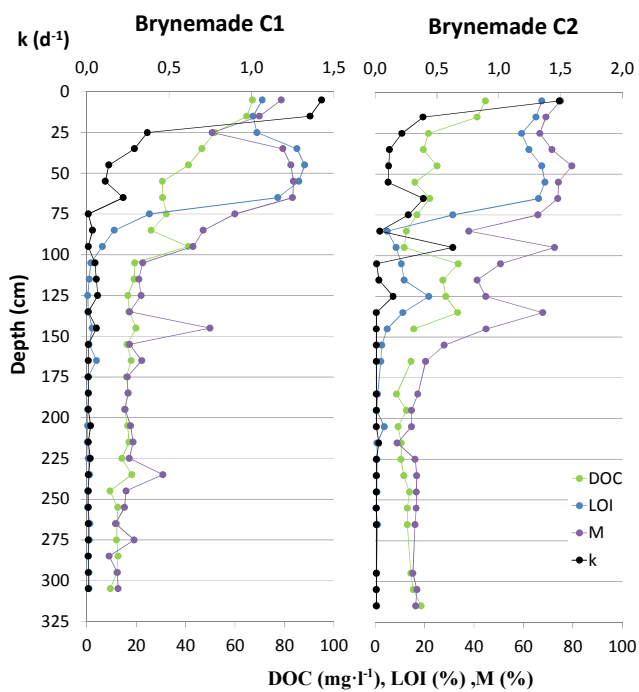 Brynemade C1
Brynemade C2
k (d⁻¹)
0,0 0,5 1,0 1,5
0,0 0,5 1,0 1,5 2,0
Depth (cm)
0
25
50
75
100
125
150
175
200
225
250
275
300
325
DOC
LOI
M
k
0 20 40 60 80 100
0 20 40 60 80 100
DOC (mg·l⁻¹), LOI (%) ,M (%)